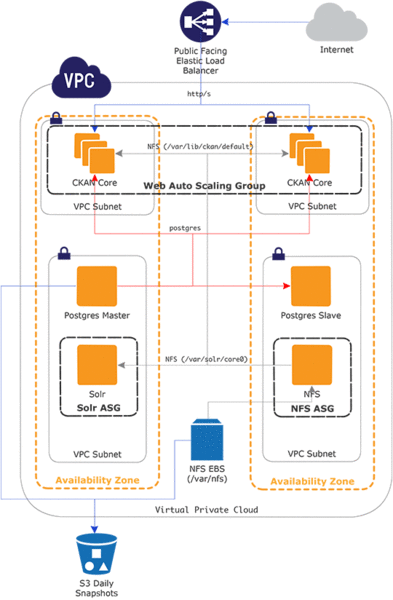 Public Facing
Elastic Load
Balancer
Internet
VPC
http/s
NFS (/var/lib/ckan/default)
CKAN Core
CKAN Core
Web Auto Scaling Group
VPC Subnet
VPC Subnet
postgres
Postgres Master
Postgres Slave
NFS (/var/solr/core0)
Solr
NFS
Solr ASG
NFS ASG
VPC Subnet
VPC Subnet
NFS EBS
(/var/nfs)
Availability Zone
Availability Zone
Virtual Private Cloud
S3 Daily
Snapshots